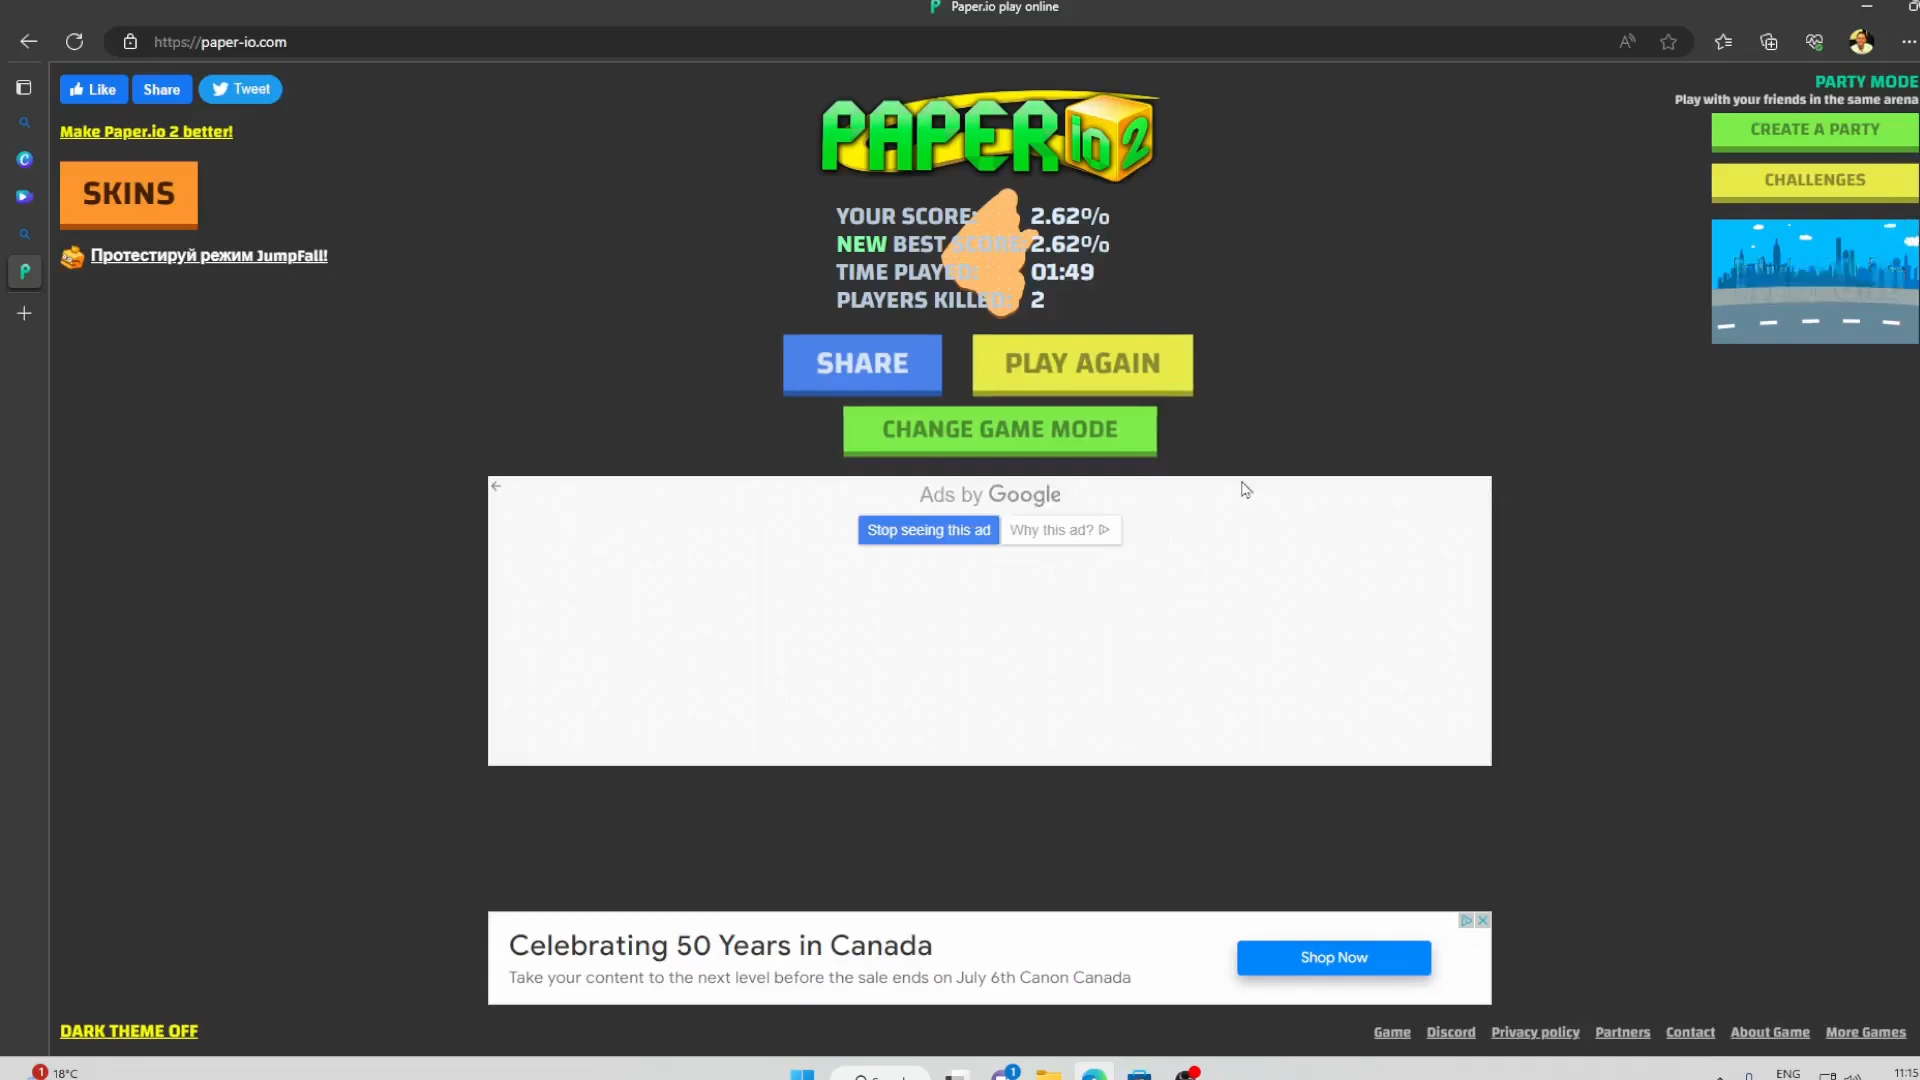 Paper.io play online
https://paper-io.com
Like Share Tweet
Make Paper.io 2 better!
SKINS
Протестируй режим JumpFall!
PAPER io 2
YOUR SCORE: 2.62%
NEW BEST SCORE: 2.62%
TIME PLAYED: 01:49
PLAYERS KILLED: 2
SHARE PLAY AGAIN
CHANGE GAME MODE
PARTY MODE
Play with your friends in the same arena
CREATE A PARTY
CHALLENGES
Ads by Google
Stop seeing this ad Why this ad?
Celebrating 50 Years in Canada
Take your content to the next level before the sale ends on July 6th Canon Canada
Shop Now
DARK THEME OFF
Game Discord Privacy policy Partners Contact About Game More Games
1 18°C
1
ENG
11:15